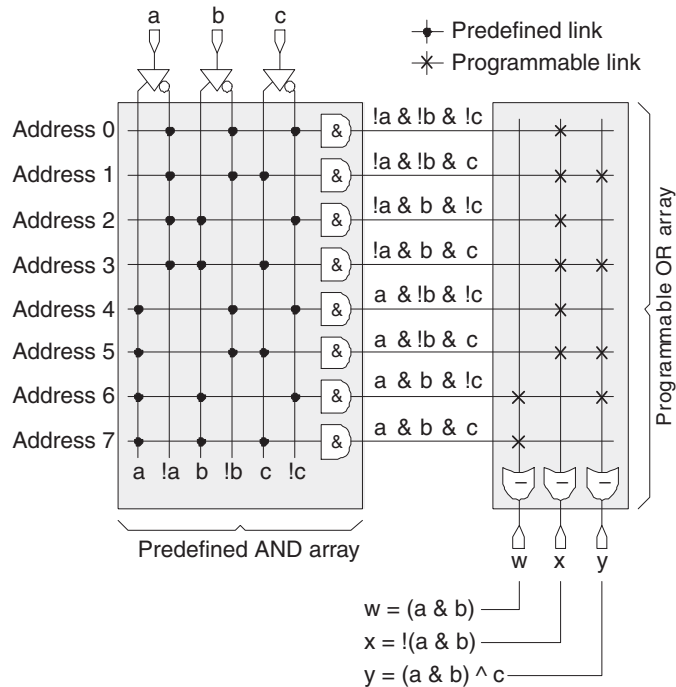 a b c
Predefined link
Programmable link
Address 0 & !a & !b & !c
Address 1 & !a & !b & c
Address 2 & !a & b & !c
Address 3 & !a & b & c
Address 4 & a & !b & !c
Address 5 & a & !b & c
Address 6 & a & b & !c
Address 7 & a & b & c
a !a b !b c !c
Predefined AND array
Programmable OR array
w x y
w = (a & b)
x = !(a & b)
y = (a & b) ^ c